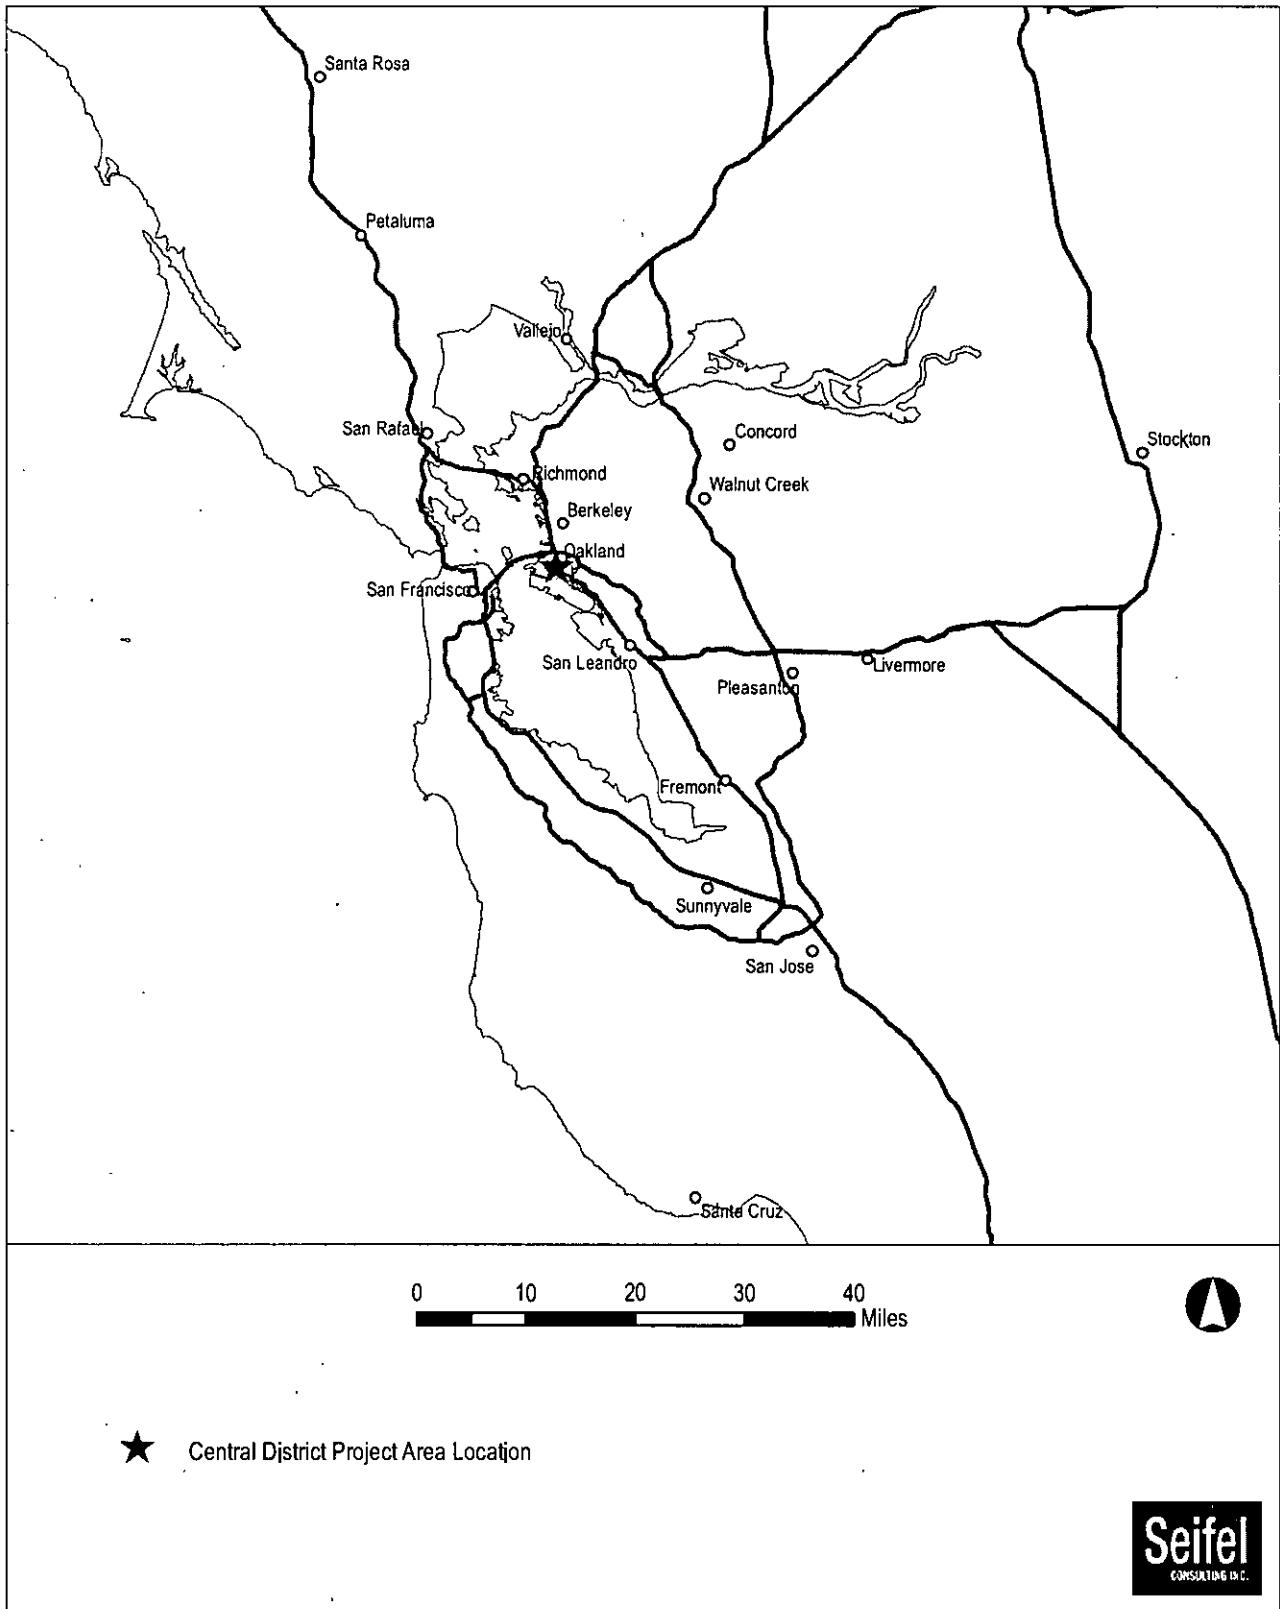 Santa Rosa
Petaluma
Vallejo
San Rafael
Concord
Stockton
Richmond
Walnut Creek
Berkeley
Oakland
San Francisco
San Leandro
Livermore
Pleasanton
Fremont
Sunnyvale
San Jose
Santa Cruz
0 10 20 30 40
Miles
Central District Project Area Location
Seifel
CONSULTING INC.